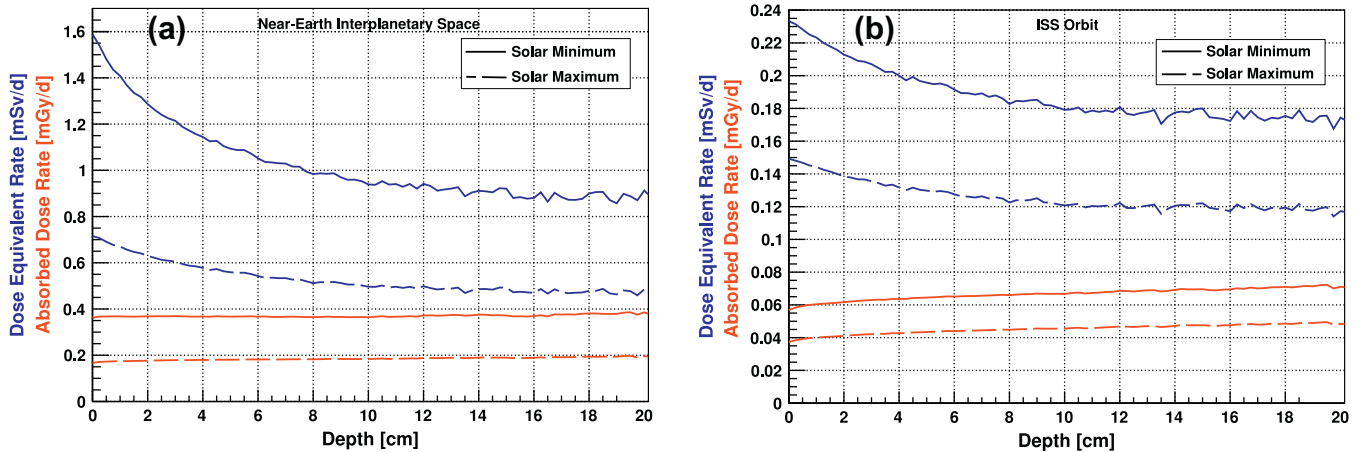 (a)
Near-Earth Interplanetary Space
Solar Minimum
Solar Maximum
Dose Equivalent Rate [mSv/d]
Absorbed Dose Rate [mGy/d]
1.6
1.4
1.2
1
0.8
0.6
0.4
0.2
0
0 2 4 6 8 10 12 14 16 18 20
Depth [cm]
(b)
ISS Orbit
Solar Minimum
Solar Maximum
Dose Equivalent Rate [mSv/d]
Absorbed Dose Rate [mGy/d]
0.24
0.22
0.2
0.18
0.16
0.14
0.12
0.1
0.08
0.06
0.04
0.02
0
0 2 4 6 8 10 12 14 16 18 20
Depth [cm]